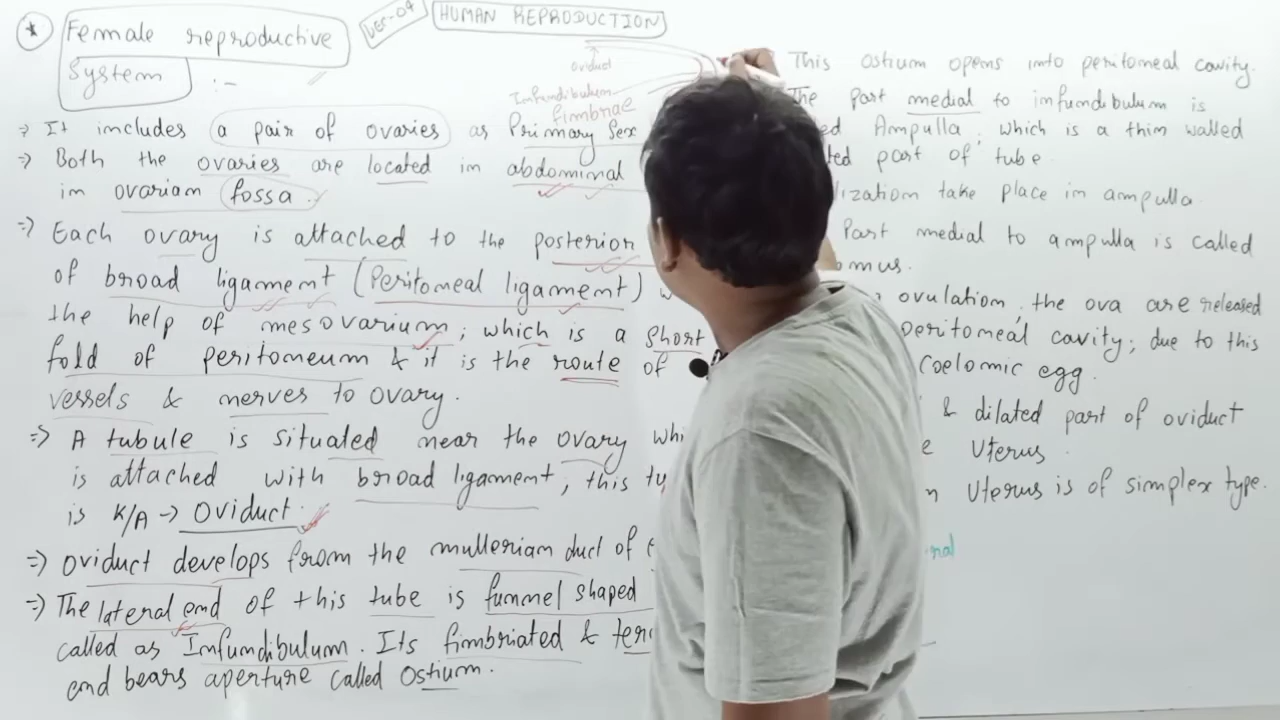 * Female reproductive
System :-
Lec-04
HUMAN REPRODUCTION
oviduct
Infundibulum
fimbriae
⇒ It includes a pair of ovaries as Primary Sex
⇒ Both the ovaries are located in abdominal
in ovarian fossa.
⇒ Each ovary is attached to the posterior
of broad ligament (Peritoneal ligament)
the help of mesovarium, which is a short
fold of peritoneum & it is the route of
vessels & nerves to ovary.
⇒ A tubule is situated near the ovary
is attached with broad ligament, this
is K/A → Oviduct.
⇒ Oviduct develops from the mullerian duct of
⇒ The lateral end of this tube is funnel shaped
called as Infundibulum. Its fimbriated &
end bears aperture called Ostium.
This ostium opens into peritoneal cavity.
The part medial to infundibulum is
ed Ampulla, which is a thin walled
ted part of tube
lization take place in ampulla.
Part medial to ampulla is called
mus.
ovulation, the ova are released
peritoneal cavity; due to this
coelomic egg.
& dilated part of oviduct
Uterus.
n Uterus is of simplex type.
ral